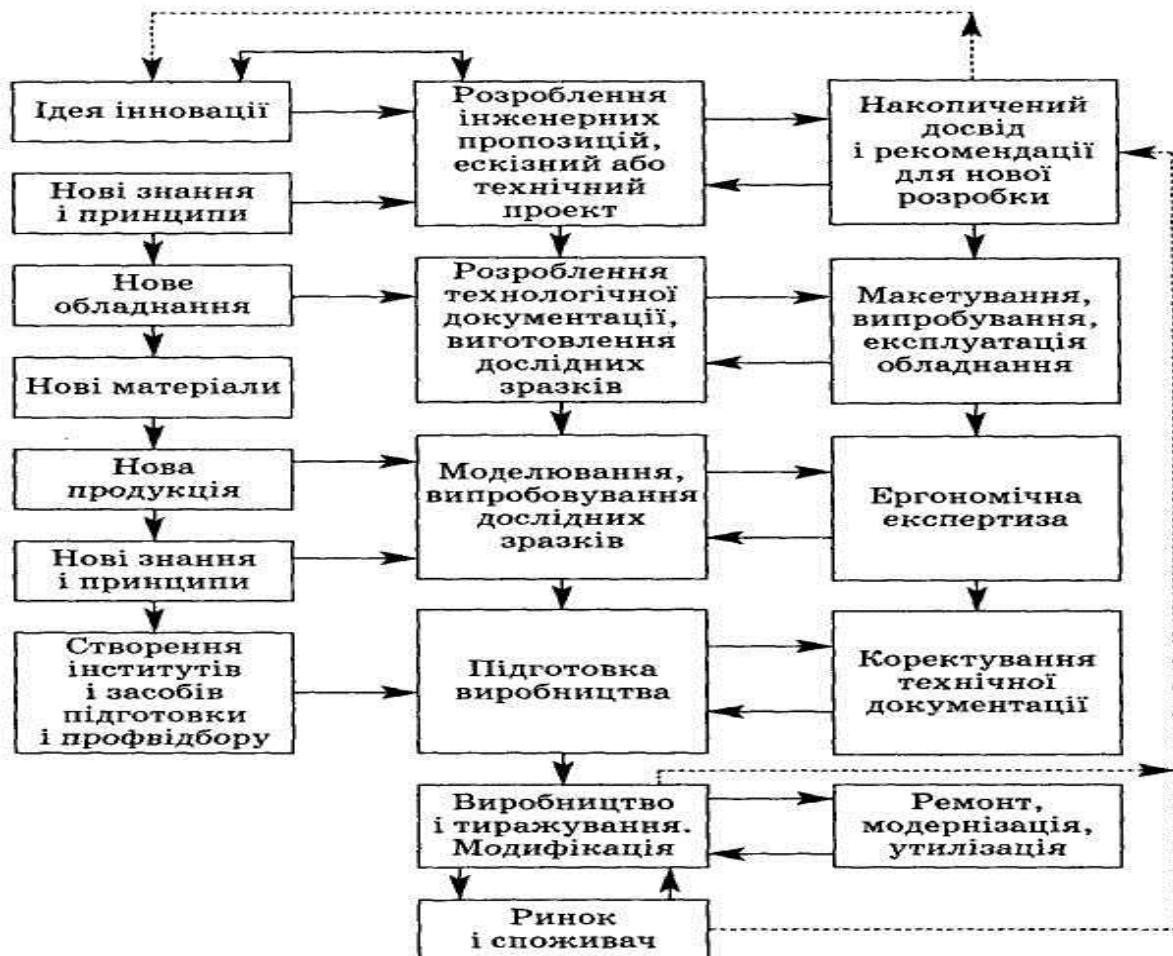 Ідея інновації
Розроблення
інженерних
пропозицій,
ескізний або
технічний
проект
Накопичений
досвід
і рекомендації
для нової
розробки
Нові знання
і принципи
Нове
обладнання
Розроблення
технологічної
документації,
виготовлення
дослідних
зразків
Макетування,
випробування,
експлуатація
обладнання
Нові матеріали
Нова
продукція
Моделювання,
випробовування
дослідних
зразків
Ергономічна
експертиза
Нові знання
і принципи
Створення
інститутів
і засобів
підготовки
і профвідбору
Підготовка
виробництва
Коректування
технічної
документації
Виробництво
і тиражування.
Модифікація
Ремонт,
модернізація,
утилізація
Ринок
і споживач